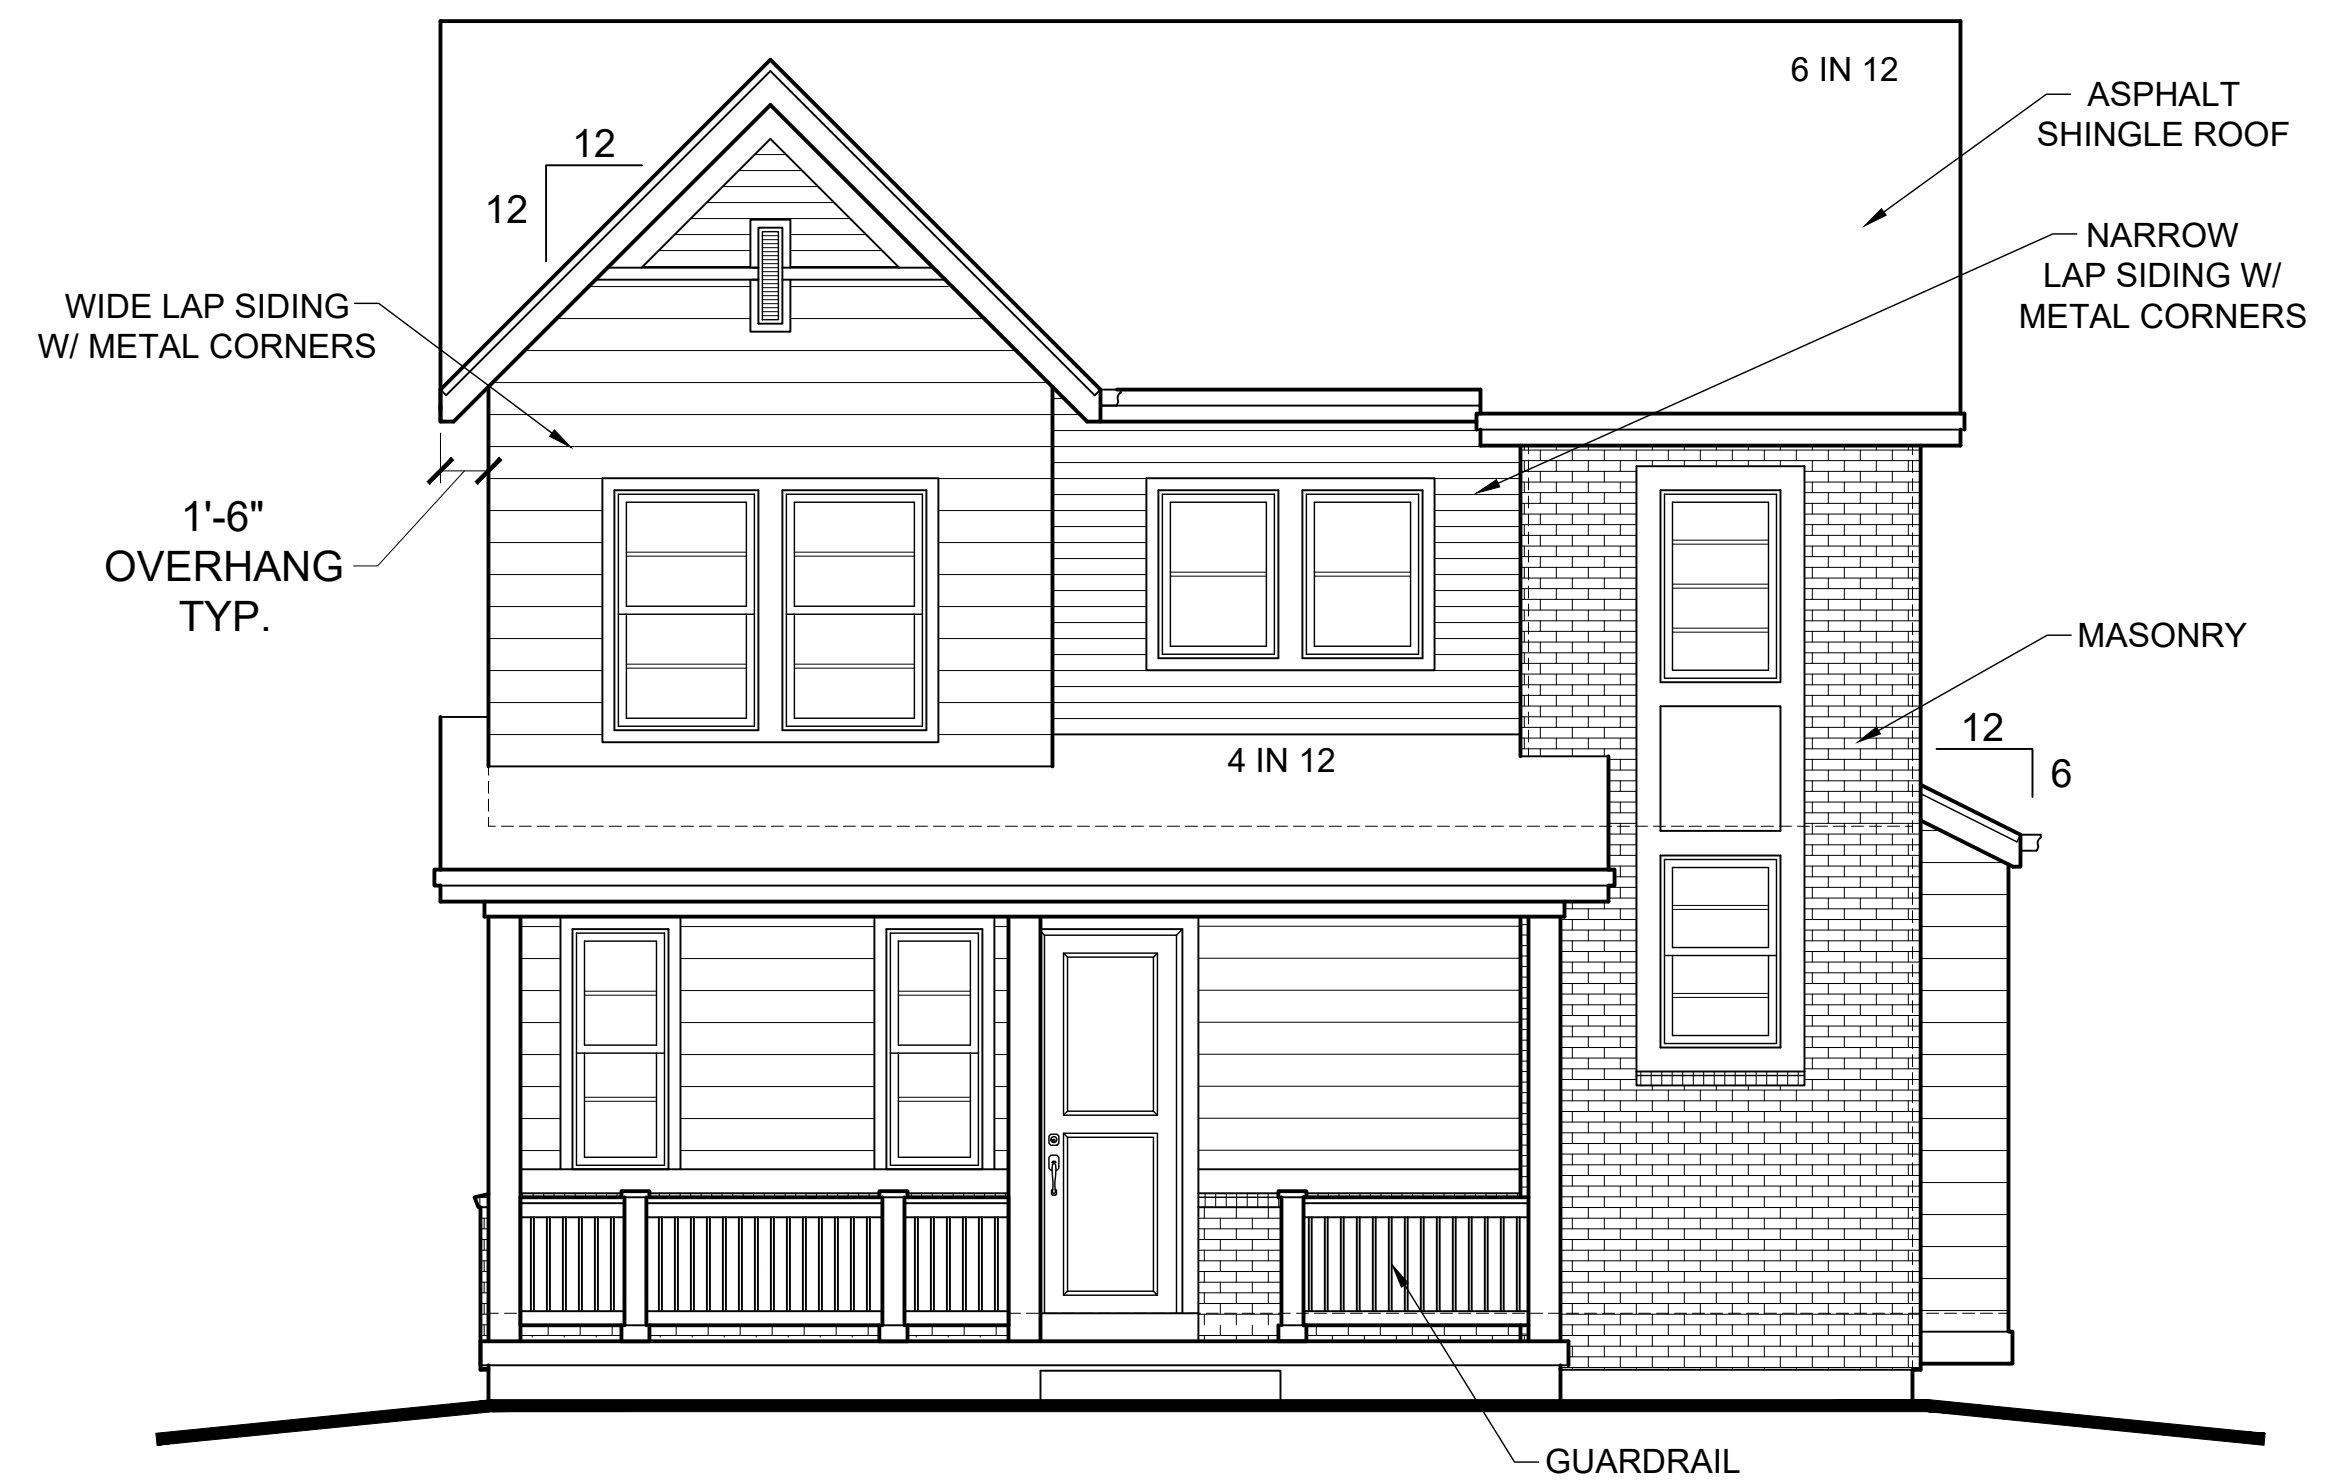 6 IN 12
ASPHALT
SHINGLE ROOF
12
12
NARROW
LAP SIDING W/
METAL CORNERS
WIDE LAP SIDING
W/ METAL CORNERS
1'-6"
OVERHANG
TYP.
MASONRY
12
6
4 IN 12
GUARDRAIL